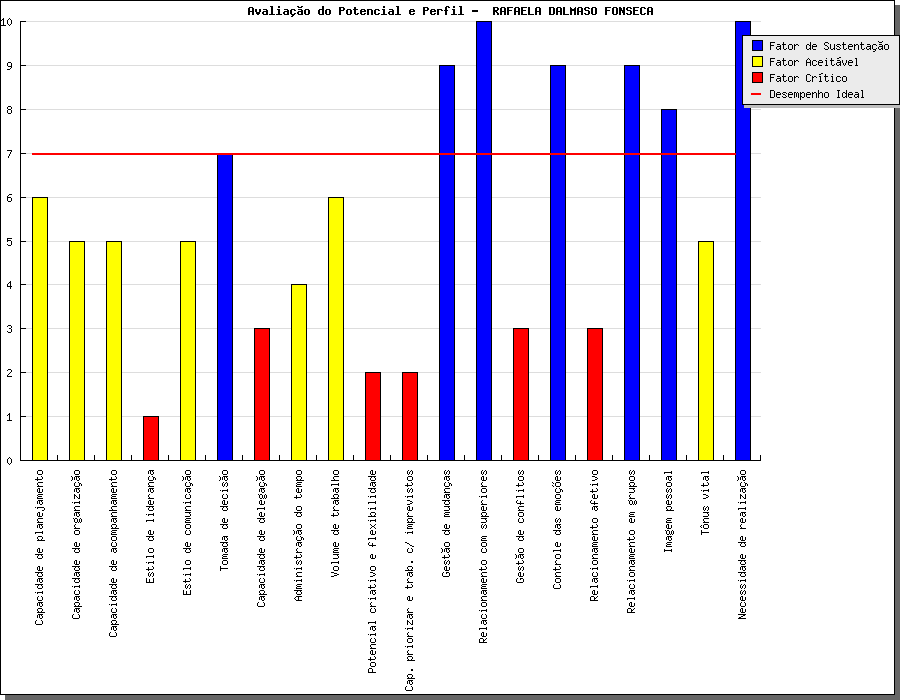 Avaliação do Potencial e Perfil -  RAFAELA DALMASO FONSECA
Fator de Sustentação
Fator Aceitável
Fator Crítico
Desempenho Ideal
10
9
8
7
6
5
4
3
2
1
0
Capacidade de planejamento
Capacidade de organização
Capacidade de acompanhamento
Estilo de liderança
Estilo de comunicação
Tomada de decisão
Capacidade de delegação
Administração do tempo
Volume de trabalho
Potencial criativo e flexibilidade
Cap. priorizar e trab. c/ imprevistos
Gestão de mudanças
Relacionamento com superiores
Gestão de conflitos
Controle das emoções
Relacionamento afetivo
Relacionamento em grupos
Imagem pessoal
Tônus vital
Necessidade de realização